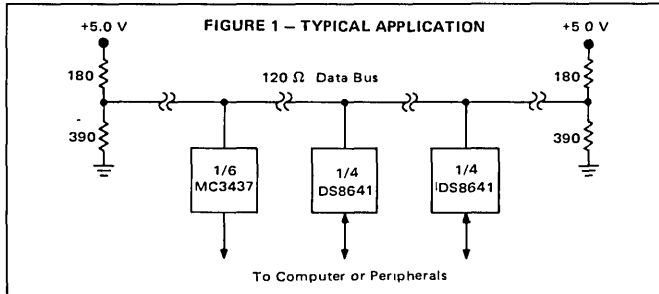 FIGURE 1 – TYPICAL APPLICATION
+5.0 V
+5 0 V
180
120 Ω Data Bus
180
390
390
1/6
MC3437
1/4
DS8641
1/4
DS8641
To Computer or Peripherals